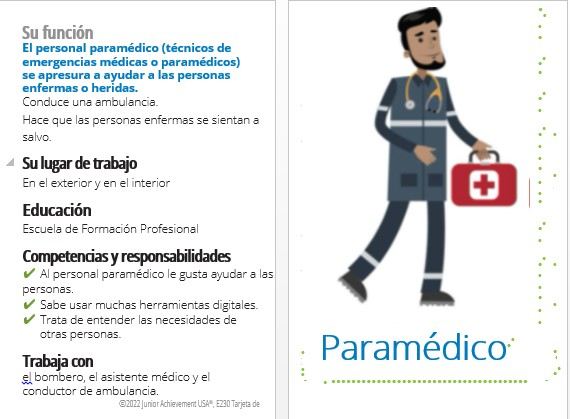 Su función
El personal paramédico (técnicos de
emergencias médicas o paramédicos)
se apresura a ayudar a las personas
enfermas o heridas.
Conduce una ambulancia.
Hace que las personas enfermas se sientan a
salvo.
Su lugar de trabajo
En el exterior y en el interior
Educación
Escuela de Formación Profesional
Competencias y responsabilidades
✔ Al personal paramédico le gusta ayudar a las
personas.
✔ Sabe usar muchas herramientas digitales.
✔ Trata de entender las necesidades de
otras personas.
Trabaja con
el bombero, el asistente médico y el
conductor de ambulancia.
©2022 Junior Achievement USA®, E230 Tarjeta de
Paramédico